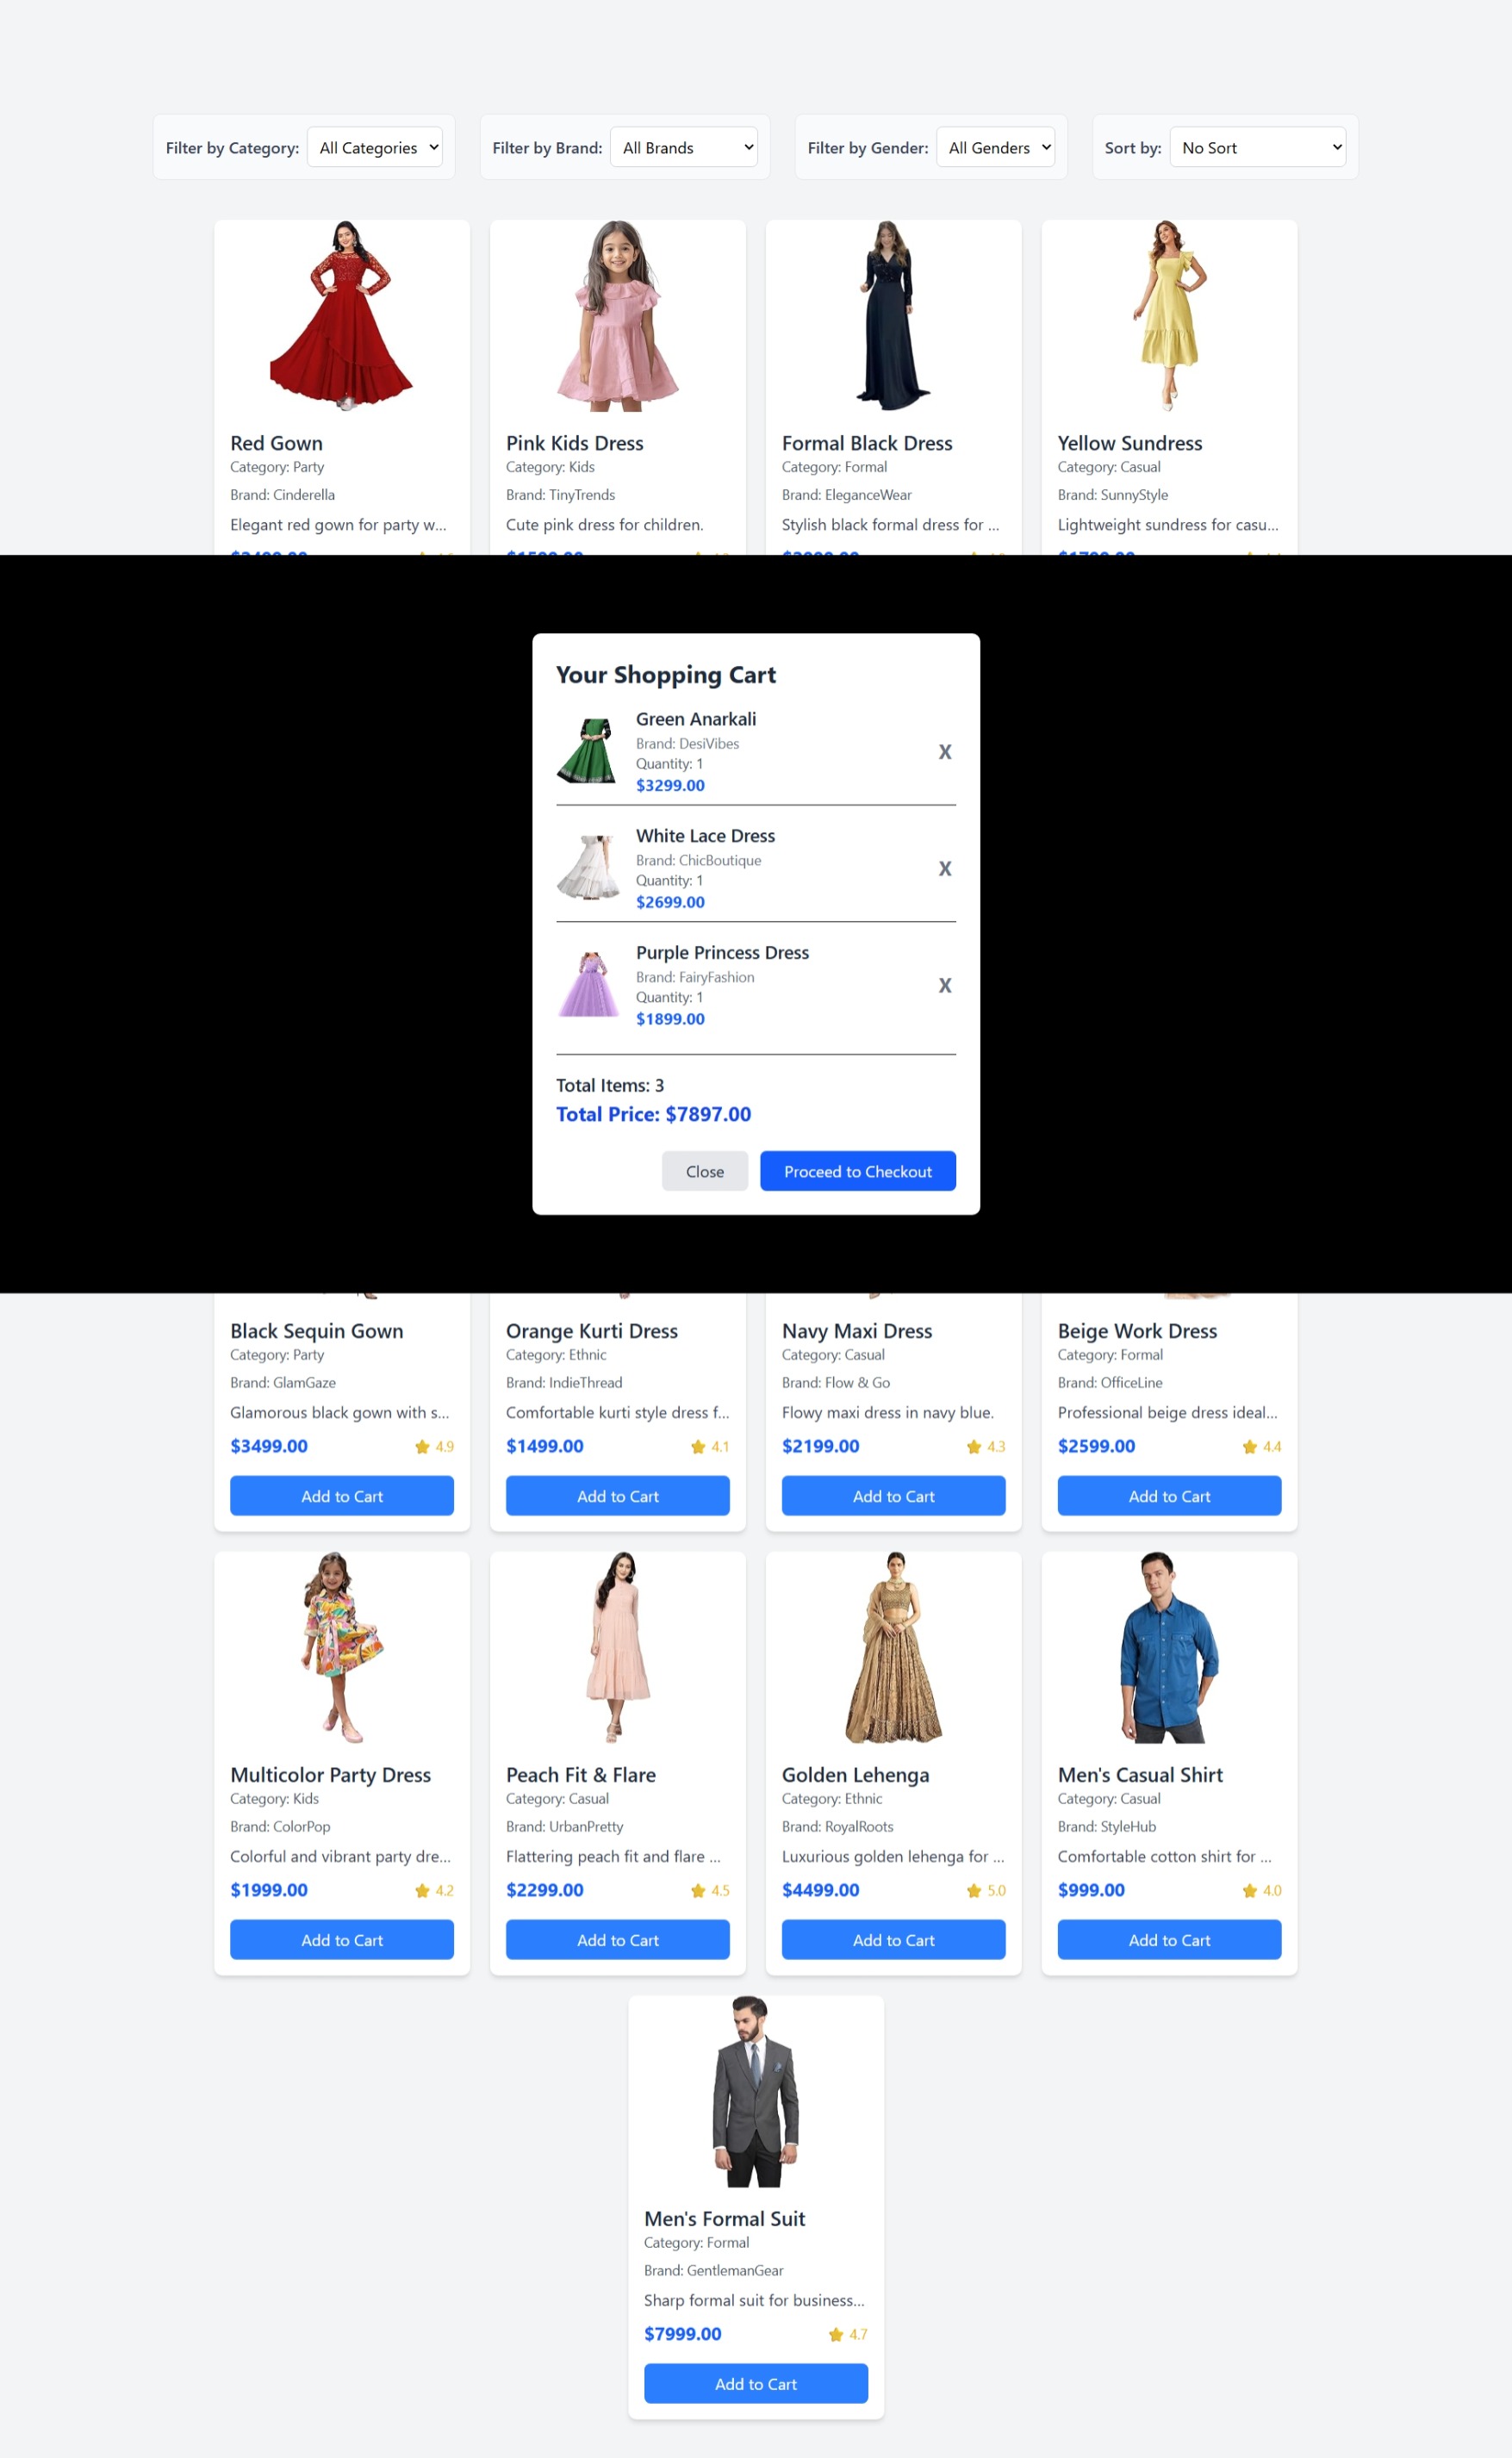 Filter by Category: All Categories
Filter by Brand: All Brands
Filter by Gender: All Genders
Sort by: No Sort
Red Gown
Category: Party
Brand: Cinderella
Elegant red gown for party w...
Pink Kids Dress
Category: Kids
Brand: TinyTrends
Cute pink dress for children.
Formal Black Dress
Category: Formal
Brand: EleganceWear
Stylish black formal dress for ...
Yellow Sundress
Category: Casual
Brand: SunnyStyle
Lightweight sundress for casu...
Your Shopping Cart
Green Anarkali
Brand: DesiVibes
Quantity: 1
$3299.00
X
White Lace Dress
Brand: ChicBoutique
Quantity: 1
$2699.00
X
Purple Princess Dress
Brand: FairyFashion
Quantity: 1
$1899.00
X
Total Items: 3
Total Price: $7897.00
Close
Proceed to Checkout
Black Sequin Gown
Category: Party
Brand: GlamGaze
Glamorous black gown with s...
$3499.00
4.9
Add to Cart
Orange Kurti Dress
Category: Ethnic
Brand: IndieThread
Comfortable kurti style dress f...
$1499.00
4.1
Add to Cart
Navy Maxi Dress
Category: Casual
Brand: Flow & Go
Flowy maxi dress in navy blue.
$2199.00
4.3
Add to Cart
Beige Work Dress
Category: Formal
Brand: OfficeLine
Professional beige dress ideal...
$2599.00
4.4
Add to Cart
Multicolor Party Dress
Category: Kids
Brand: ColorPop
Colorful and vibrant party dre...
$1999.00
4.2
Add to Cart
Peach Fit & Flare
Category: Casual
Brand: UrbanPretty
Flattering peach fit and flare ...
$2299.00
4.5
Add to Cart
Golden Lehenga
Category: Ethnic
Brand: RoyalRoots
Luxurious golden lehenga for ...
$4499.00
5.0
Add to Cart
Men's Casual Shirt
Category: Casual
Brand: StyleHub
Comfortable cotton shirt for ...
$999.00
4.0
Add to Cart
Men's Formal Suit
Category: Formal
Brand: GentlemanGear
Sharp formal suit for business...
$7999.00
4.7
Add to Cart